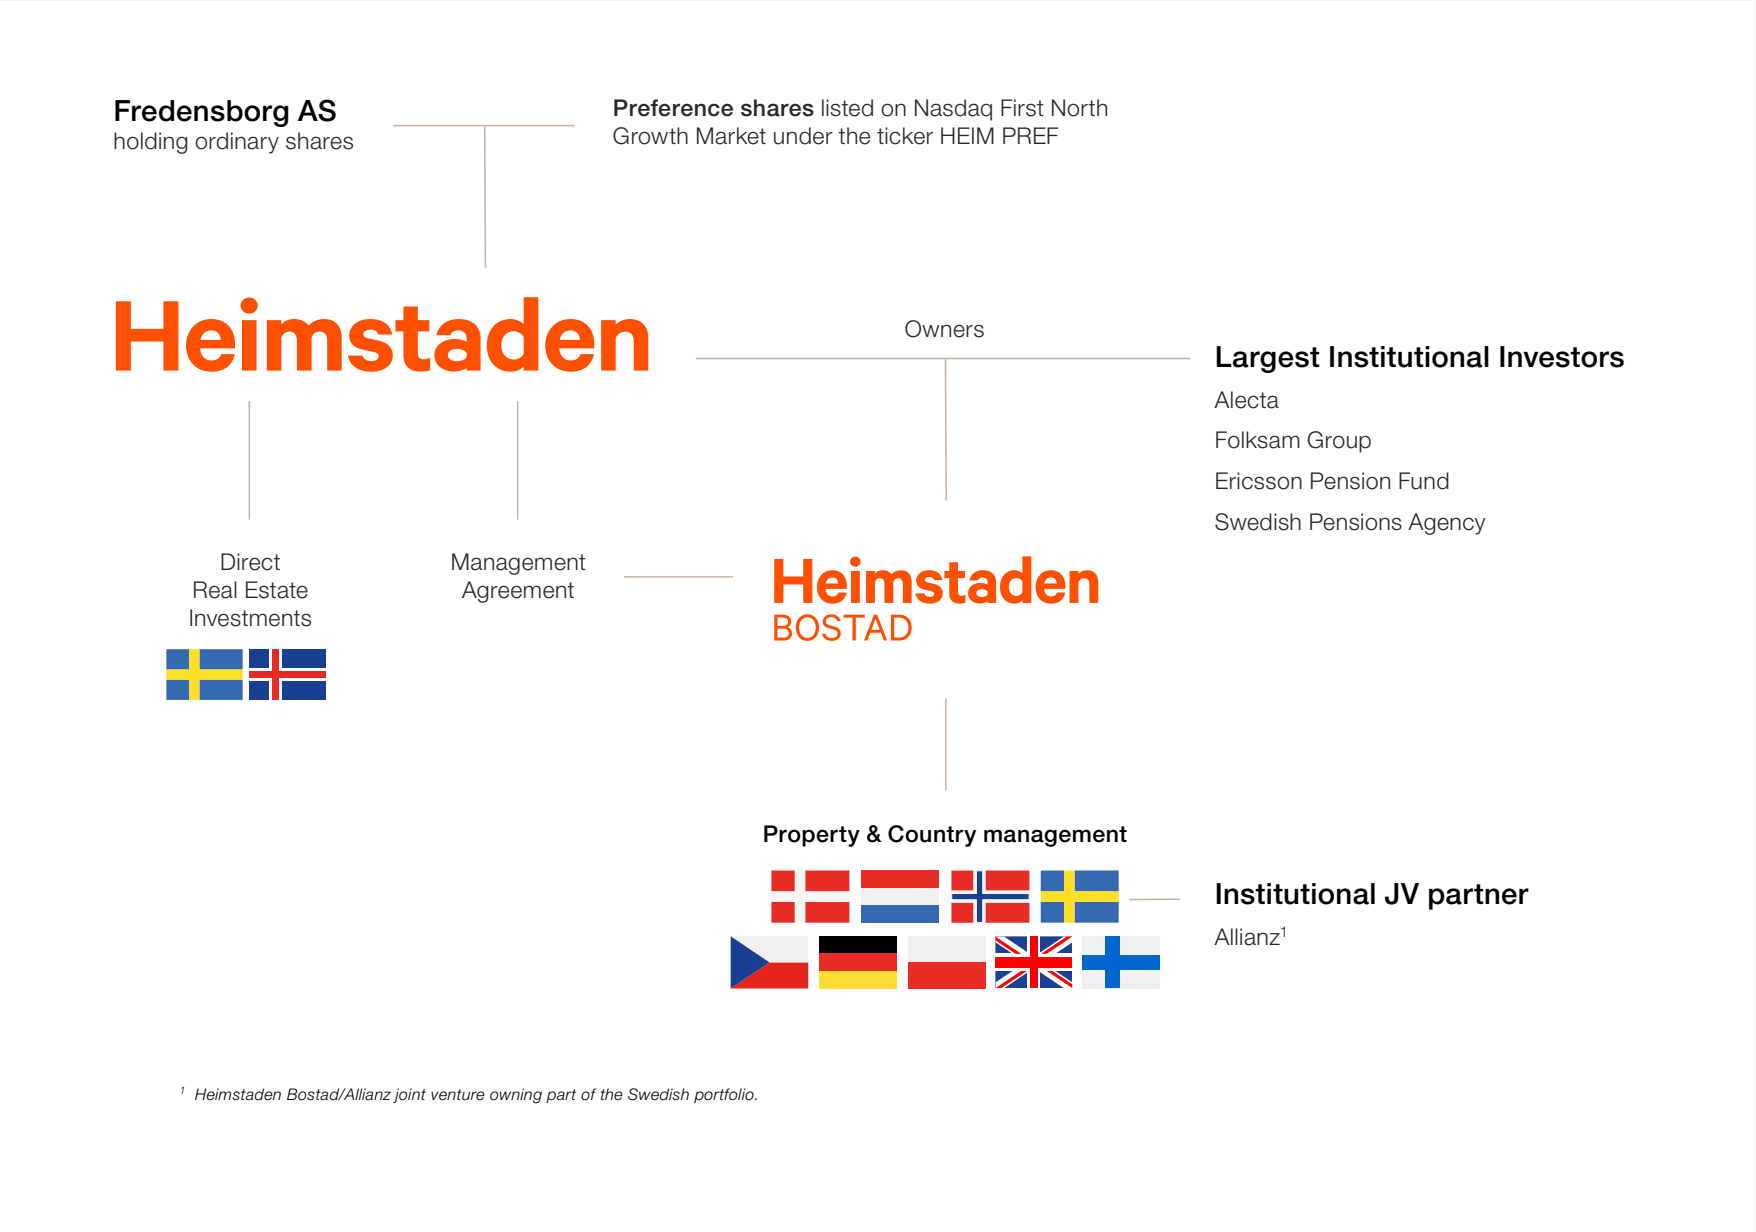 Fredensborg AS
holding ordinary shares
Preference shares listed on Nasdaq First North
Growth Market under the ticker HEIM PREF
Heimstaden
Owners
Largest Institutional Investors
Alecta
Folksam Group
Ericsson Pension Fund
Swedish Pensions Agency
Direct
Real Estate
Investments
Management
Agreement
Heimstaden
BOSTAD
Property & Country management
Institutional JV partner
Allianz¹
¹ Heimstaden Bostad/Allianz joint venture owning part of the Swedish portfolio.